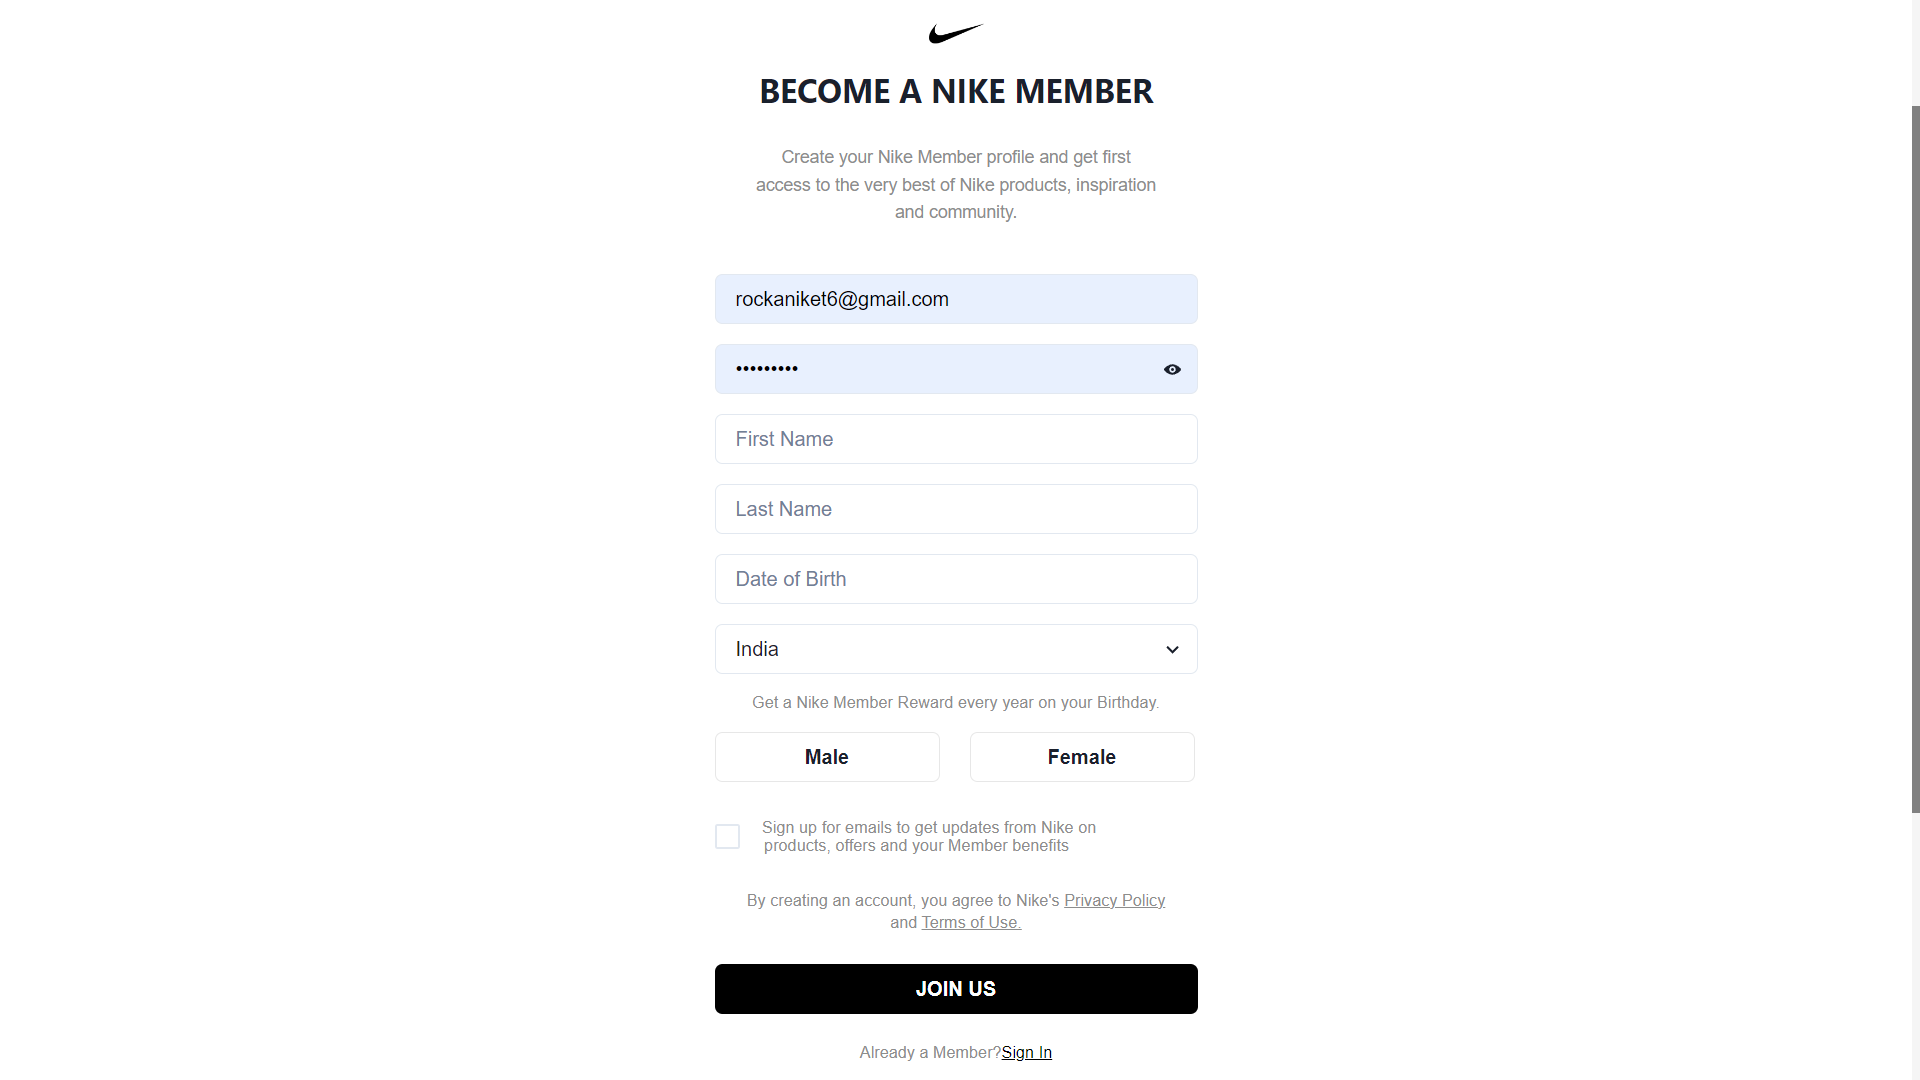 BECOME A NIKE MEMBER
Create your Nike Member profile and get first
access to the very best of Nike products, inspiration
and community.
rockaniket6@gmail.com
•••••••••
First Name
Last Name
Date of Birth
India
Get a Nike Member Reward every year on your Birthday.
Male
Female
Sign up for emails to get updates from Nike on
products, offers and your Member benefits
By creating an account, you agree to Nike's Privacy Policy
and Terms of Use.
JOIN US
Already a Member?Sign In